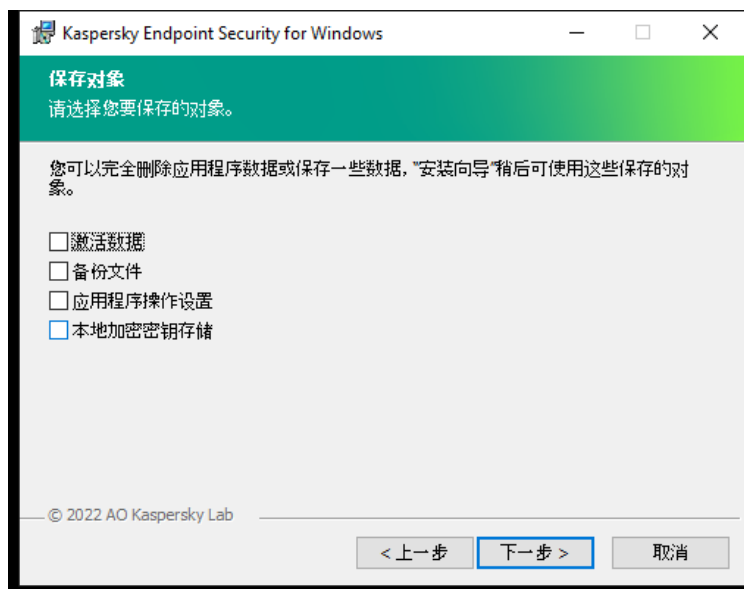 Kaspersky Endpoint Security for Windows
保存对象
请选择您要保存的对象。
您可以完全删除应用程序数据或保存一些数据，"安装向导"稍后可使用这些保存的对
象。
激活数据
备份文件
应用程序操作设置
本地加密密钥存储
© 2022 AO Kaspersky Lab
< 上一步
下一步 >
取消